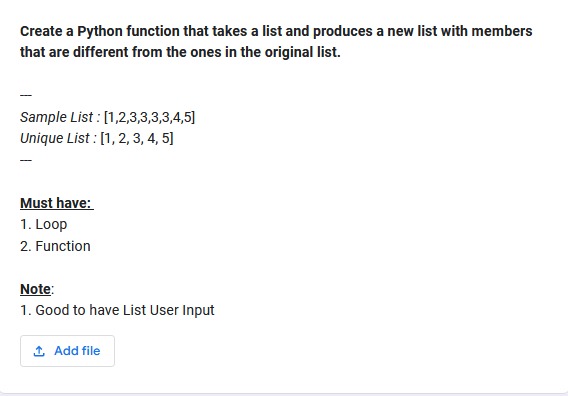 Create a Python function that takes a list and produces a new list with members
that are different from the ones in the original list.
---
Sample List : [1,2,3,3,3,3,4,5]
Unique List : [1, 2, 3, 4, 5]
---
Must have:
1. Loop
2. Function
Note:
1. Good to have List User Input
Add file